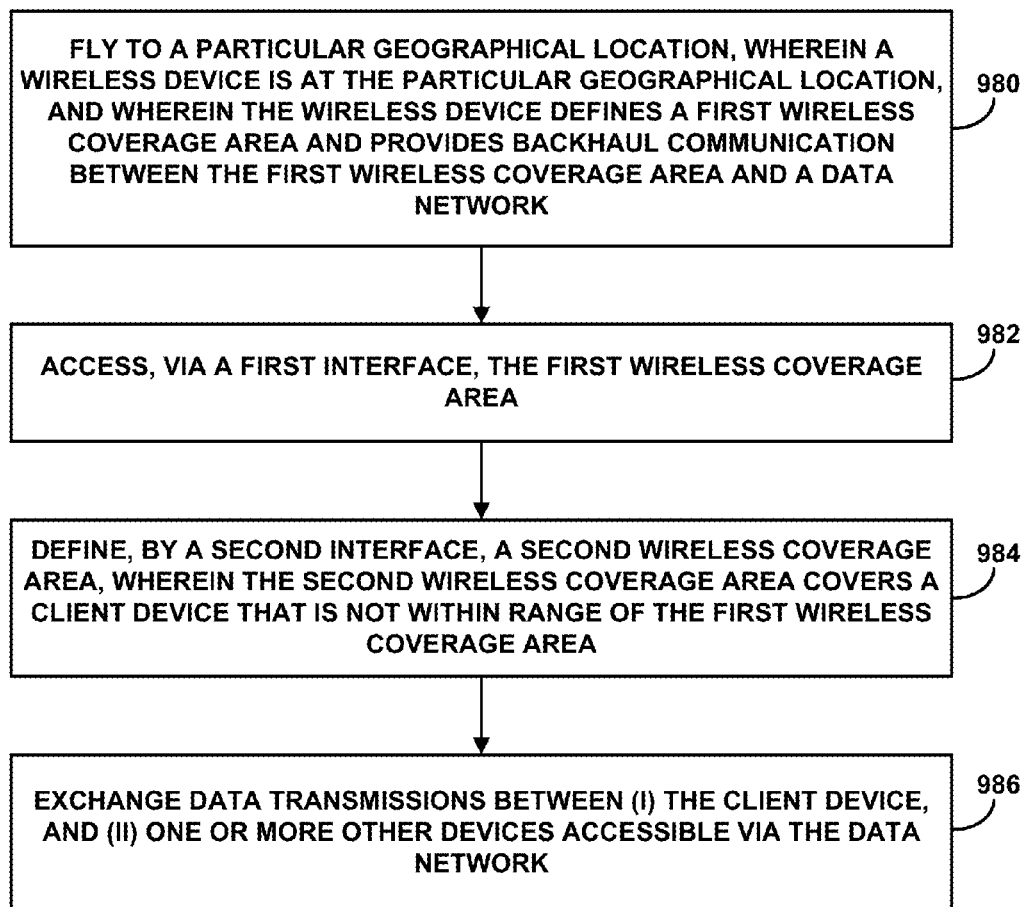 FLY TO A PARTICULAR GEOGRAPHICAL LOCATION, WHEREIN A
WIRELESS DEVICE IS AT THE PARTICULAR GEOGRAPHICAL LOCATION,
AND WHEREIN THE WIRELESS DEVICE DEFINES A FIRST WIRELESS
COVERAGE AREA AND PROVIDES BACKHAUL COMMUNICATION
BETWEEN THE FIRST WIRELESS COVERAGE AREA AND A DATA
NETWORK
980
ACCESS, VIA A FIRST INTERFACE, THE FIRST WIRELESS COVERAGE
AREA
982
DEFINE, BY A SECOND INTERFACE, A SECOND WIRELESS COVERAGE
AREA, WHEREIN THE SECOND WIRELESS COVERAGE AREA COVERS A
CLIENT DEVICE THAT IS NOT WITHIN RANGE OF THE FIRST WIRELESS
COVERAGE AREA
984
EXCHANGE DATA TRANSMISSIONS BETWEEN (I) THE CLIENT DEVICE,
AND (II) ONE OR MORE OTHER DEVICES ACCESSIBLE VIA THE DATA
NETWORK
986